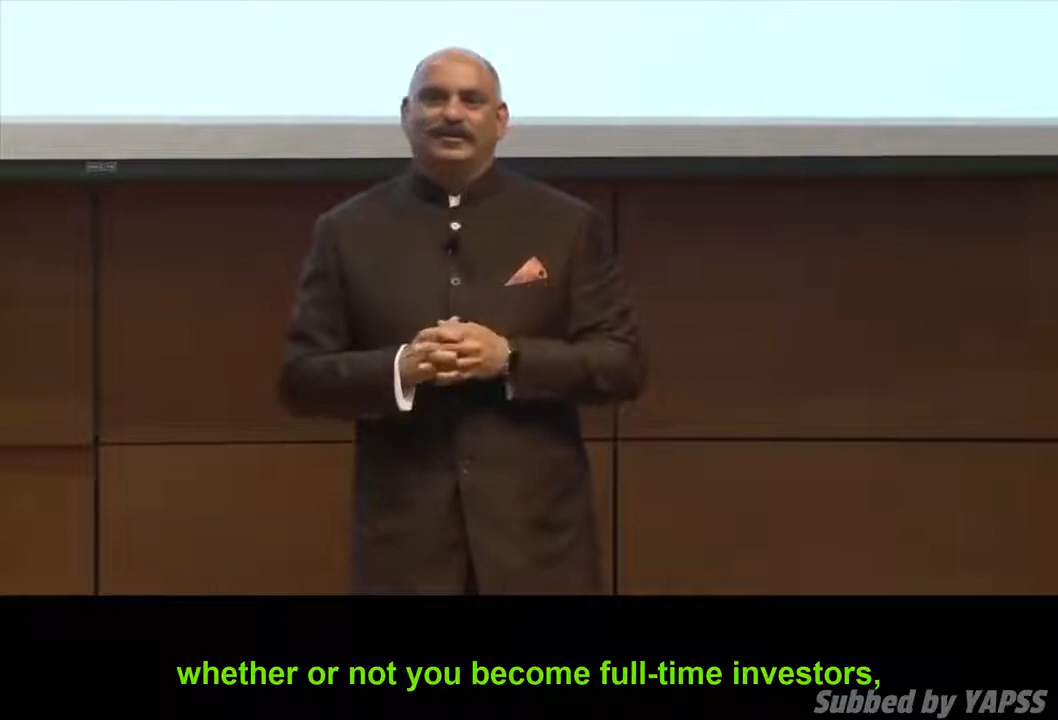 whether or not you become full-time investors,
Subbed by YAPSS